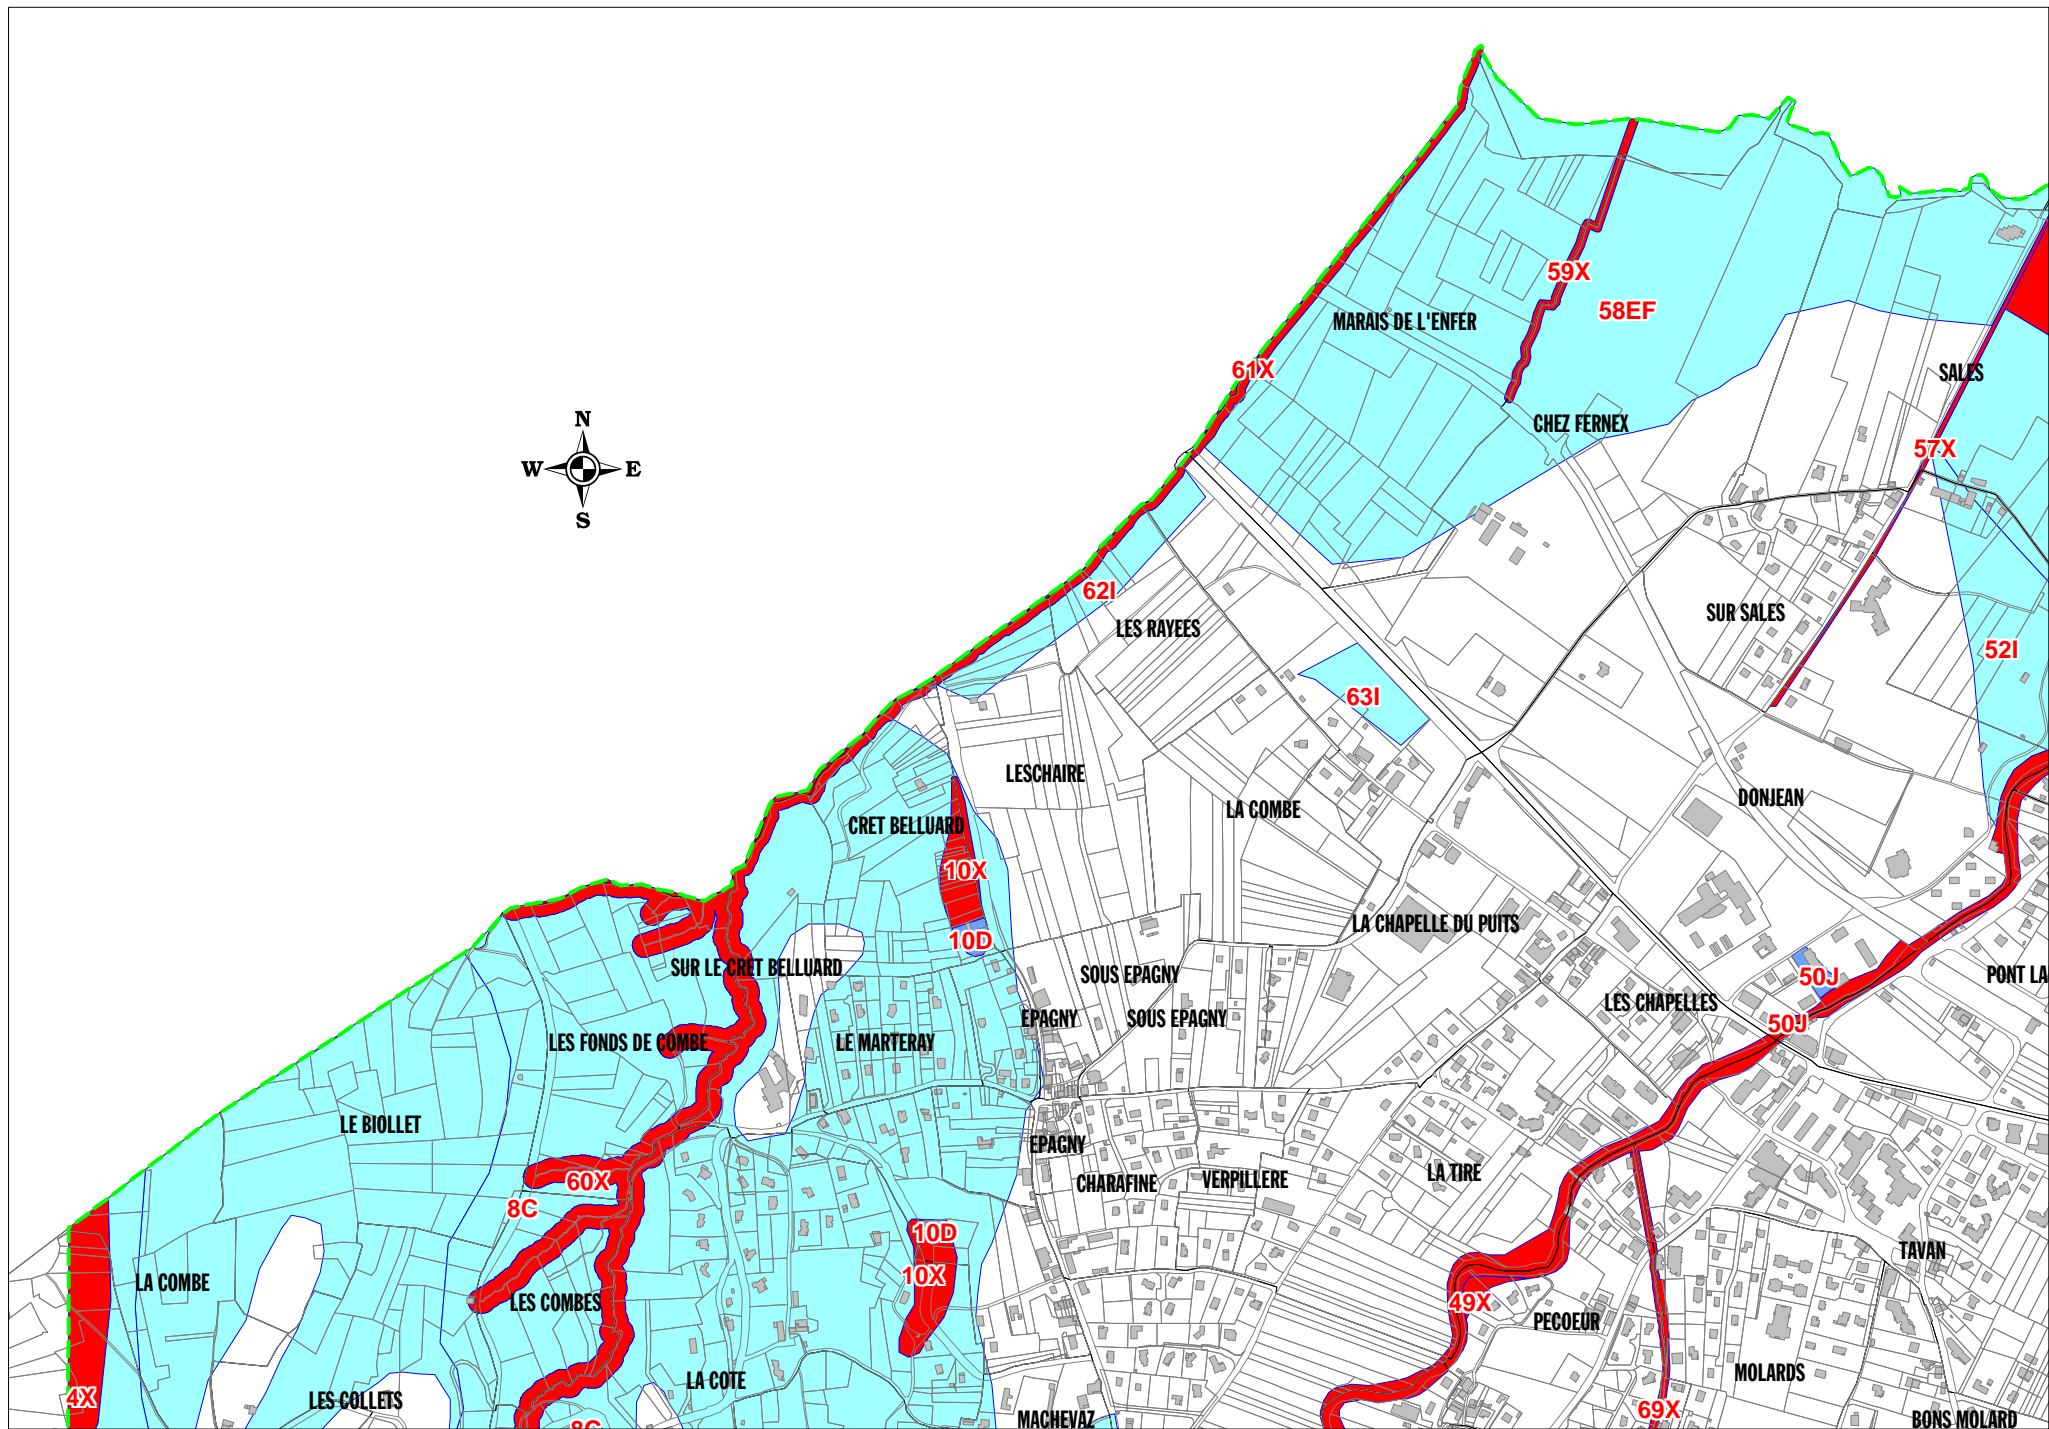 59X
58EF
MARAIS DE L'ENFER
61X
SALES
N
CHEZ FERNEX
57X
W
E
S
62I
SUR SALES
LES RAYEES
52I
63I
LESCHAIRE
DONJEAN
LA COMBE
CRET BELLUARD
10X
LA CHAPELLE DU PUITS
10D
SUR LE CRET BELLUARD
SOUS EPAGNY
50J
PONT LA
LES CHAPELLES
EPAGNY
SOUS EPAGNY
50J
LES FONDS DE COMBE
LE MARTERAY
LE BIOLLET
EPAGNY
LA TIRE
60X
CHARAFINE
VERPILLERE
8C
10D
TAVAN
10X
LA COMBE
LES COMBES
49X
PECOEUR
MOLARDS
LA COTE
4X
LES COLLETS
69X
MACHEVAZ
BONS MOLARD
8C